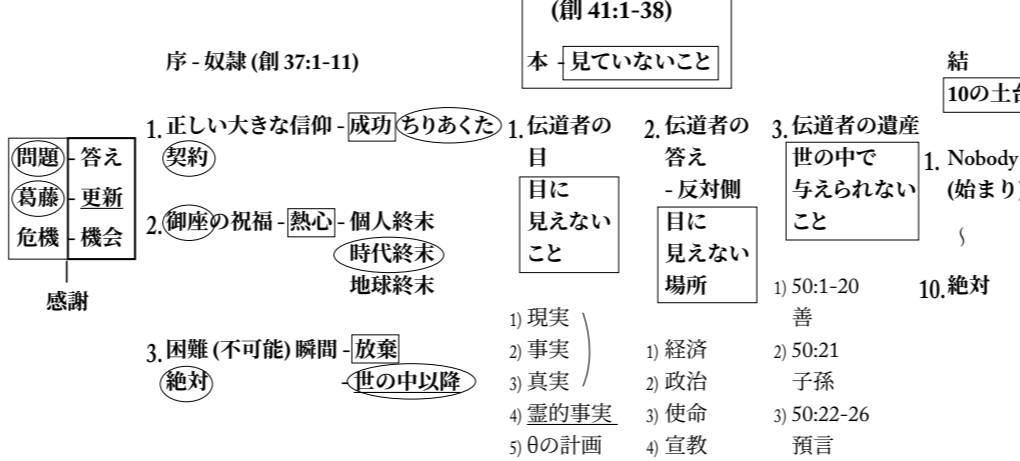 (創 41:1-38)
序 - 奴隷 (創 37:1-11)
本 - 見ていないこと
結
10の土台
問題 - 答え
葛藤 - 更新
危機 - 機会
感謝
1. 正しい大きな信仰 - 成功 ちりあくた
契約
2. 御座の祝福 - 熱心 - 個人終末
時代終末
地球終末
3. 困難 (不可能) 瞬間 - 放棄
絶対
- 世の中以降
1. 伝道者の
目
目に
見えない
こと
1) 現実
2) 事実
3) 真実
4) 霊的事実
5) θの計画
2. 伝道者の
答え
- 反対側
目に
見えない
場所
1) 経済
2) 政治
3) 使命
4) 宣教
3. 伝道者の遺産
世の中で
与えられない
こと
1) 50:1-20
善
2) 50:21
子孫
3) 50:22-26
預言
1. Nobody
(始まり)
~
10. 絶対